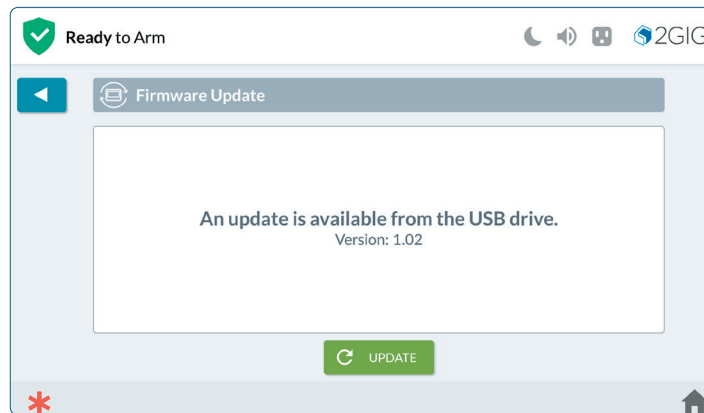 Ready to Arm
2GIG
Firmware Update
An update is available from the USB drive.
Version: 1.02
UPDATE